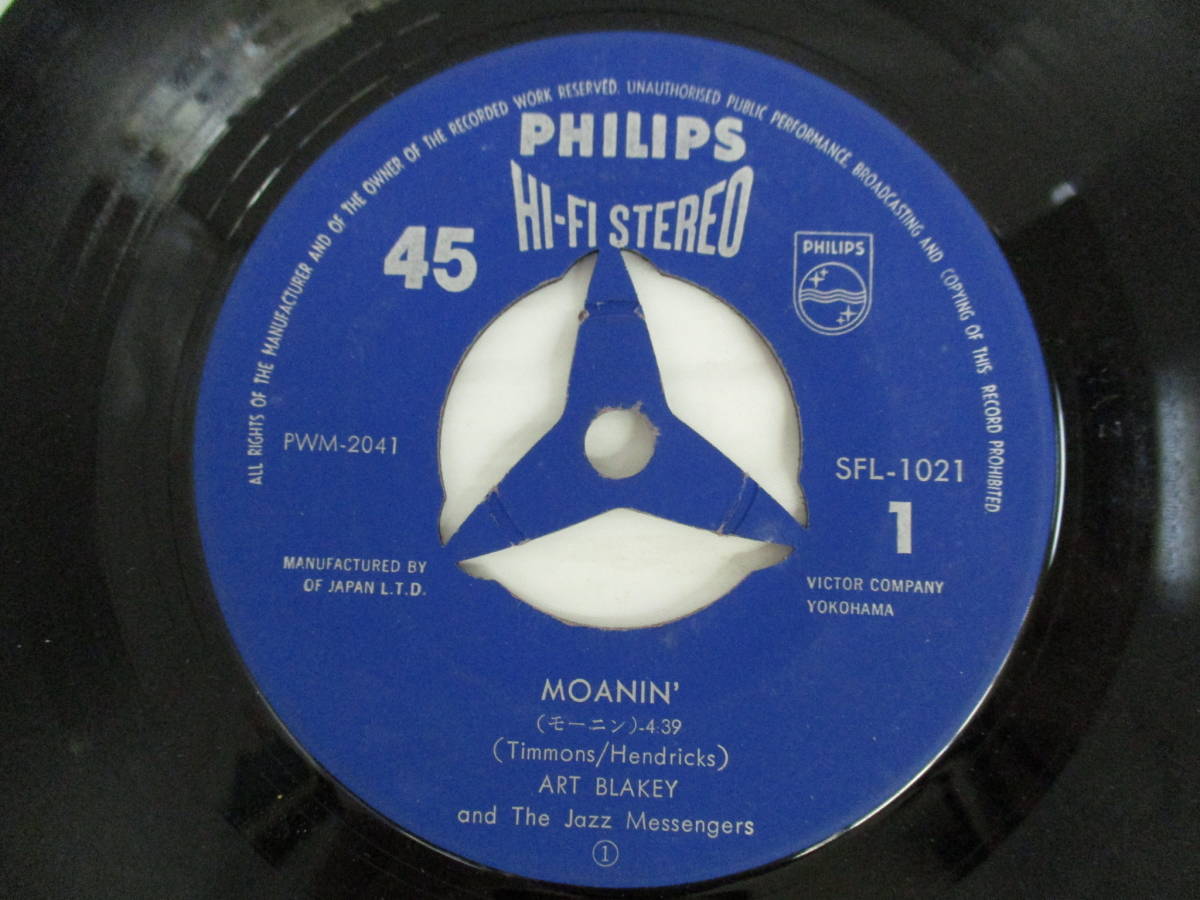 ALL RIGHTS OF THE MANUFACTURER AND OF THE OWNER OF THE RECORDED WORK RESERVED. UNAUTHORISED PUBLIC PERFORMANCE, BROADCASTING AND COPYING OF THIS RECORD PROHIBITED.
PHILIPS
HI-FI STEREO
45
PHILIPS
PWM-2041
SFL-1021
1
MANUFACTURED BY
OF JAPAN L.T.D.
VICTOR COMPANY
YOKOHAMA
MOANIN'
(モーニン)-4:39
(Timmons/Hendricks)
ART BLAKEY
and The Jazz Messengers
①